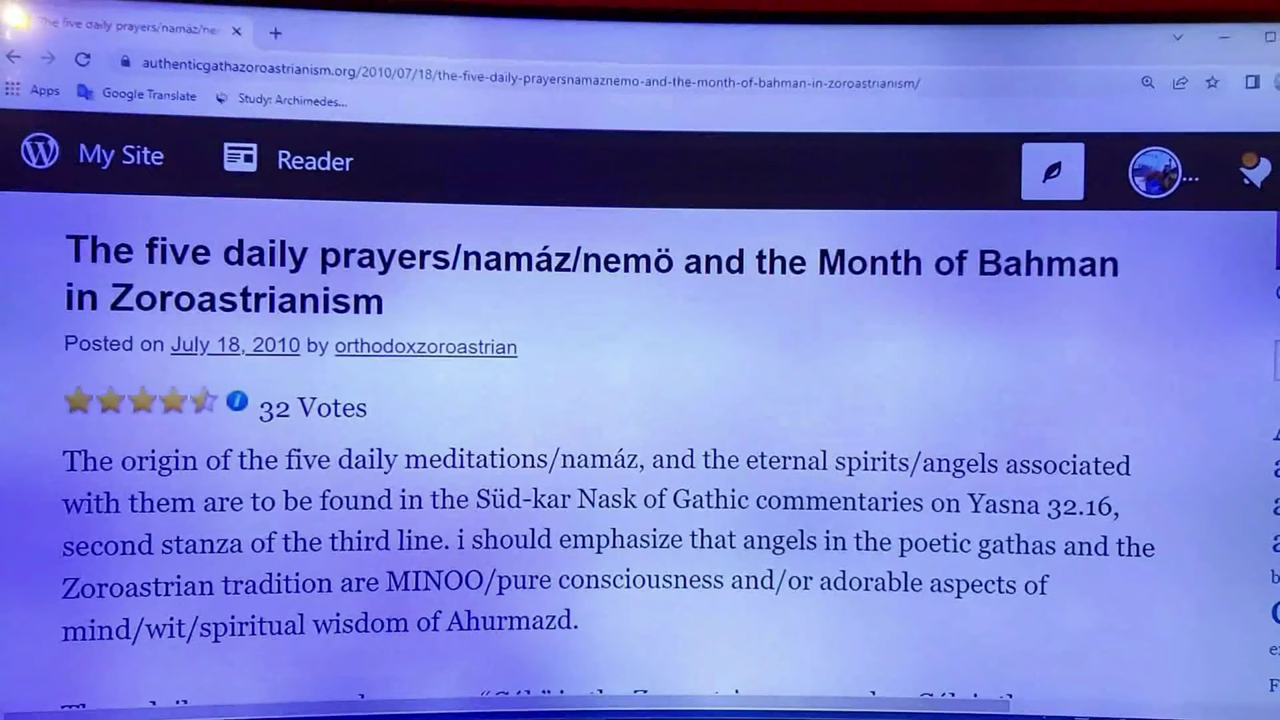 The five daily prayers/namáz/ne
authenticgathazoroastrianism.org/2010/07/18/the-five-daily-prayersnamaznemo-and-the-month-of-bahman-in-zoroastrianism/
Apps Google Translate Study: Archimedes...
My Site Reader
The five daily prayers/namáz/nemö and the Month of Bahman
in Zoroastrianism
Posted on July 18, 2010 by orthodoxzoroastrian
32 Votes
The origin of the five daily meditations/namáz, and the eternal spirits/angels associated
with them are to be found in the Süd-kar Nask of Gathic commentaries on Yasna 32.16,
second stanza of the third line. i should emphasize that angels in the poetic gathas and the
Zoroastrian tradition are MINOO/pure consciousness and/or adorable aspects of
mind/wit/spiritual wisdom of Ahurmazd.